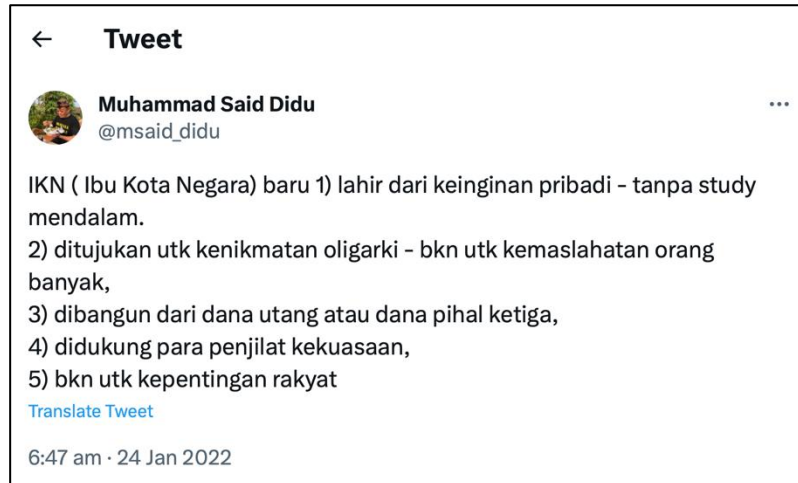 Tweet
Muhammad Said Didu
@msaid_didu
IKN ( Ibu Kota Negara) baru 1) lahir dari keinginan pribadi - tanpa study
mendalam.
2) ditujukan utk kenikmatan oligarki - bkn utk kemaslahatan orang
banyak,
3) dibangun dari dana utang atau dana pihal ketiga,
4) didukung para penjilat kekuasaan,
5) bkn utk kepentingan rakyat
Translate Tweet
6:47 am · 24 Jan 2022